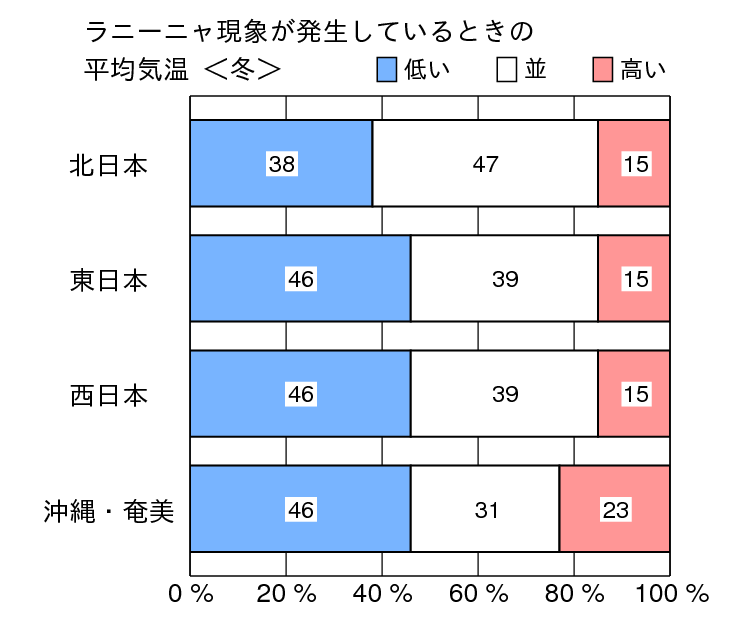 ラニーニャ現象が発生しているときの
平均気温 ＜冬＞ 低い 並 高い
北日本 38 47 15
東日本 46 39 15
西日本 46 39 15
沖縄・奄美 46 31 23
0 % 20 % 40 % 60 % 80 % 100 %